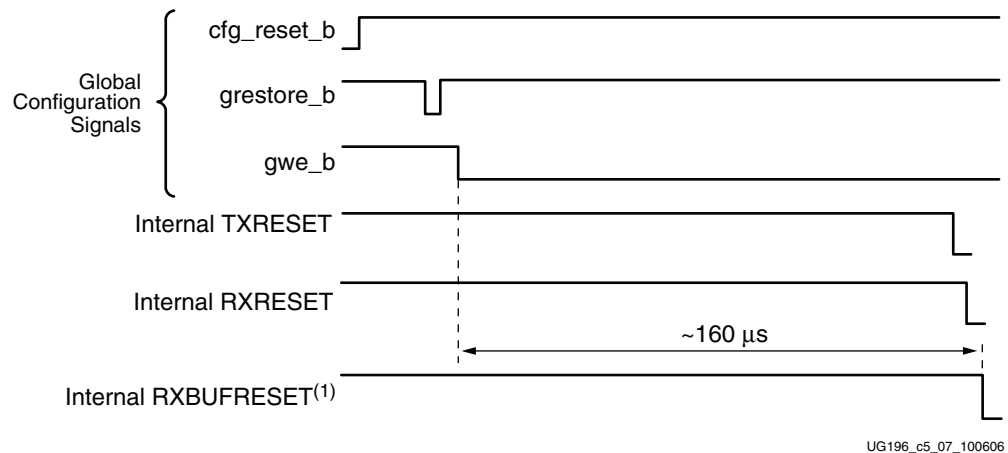 cfg_reset_b
Global
Configuration
Signals
grestore_b
gwe_b
Internal TXRESET
Internal RXRESET
~160 μs
Internal RXBUFRESET(1)
UG196_c5_07_100606